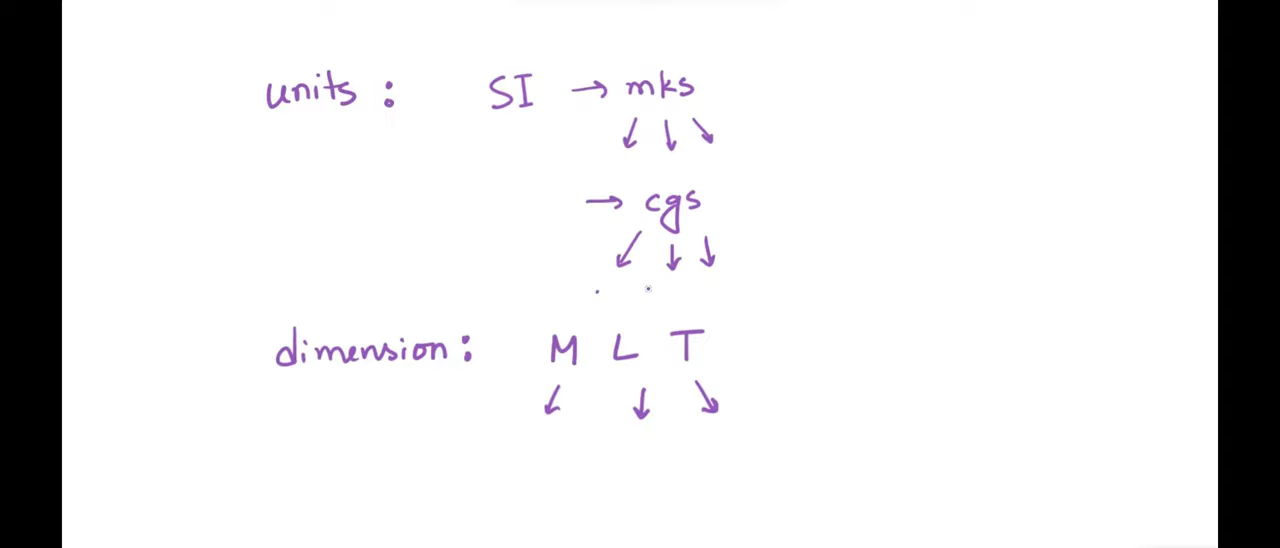 units : SI → mks
→ cgs
dimension : M L T